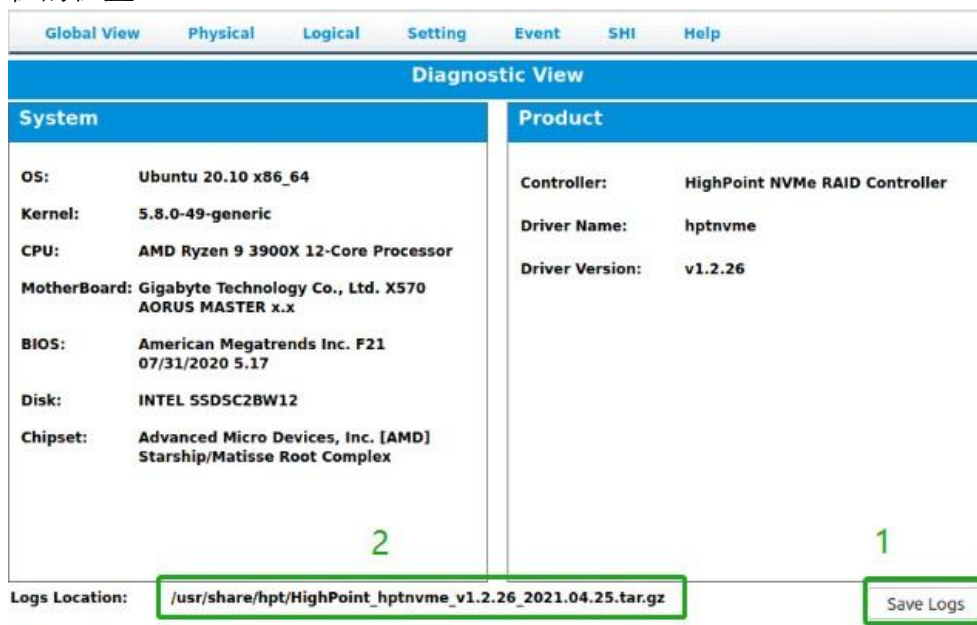 Global View Physical Logical Setting Event SHI Help
Diagnostic View
System
OS: Ubuntu 20.10 x86_64
Kernel: 5.8.0-49-generic
CPU: AMD Ryzen 9 3900X 12-Core Processor
MotherBoard: Gigabyte Technology Co., Ltd. X570
AORUS MASTER x.x
BIOS: American Megatrends Inc. F21
07/31/2020 5.17
Disk: INTEL SSDSC2BW12
Chipset: Advanced Micro Devices, Inc. [AMD]
Starship/Matisse Root Complex
Product
Controller: HighPoint NVMe RAID Controller
Driver Name: hptnvme
Driver Version: v1.2.26
2
1
Logs Location: /usr/share/hpt/HighPoint_hptnvme_v1.2.26_2021.04.25.tar.gz
Save Logs